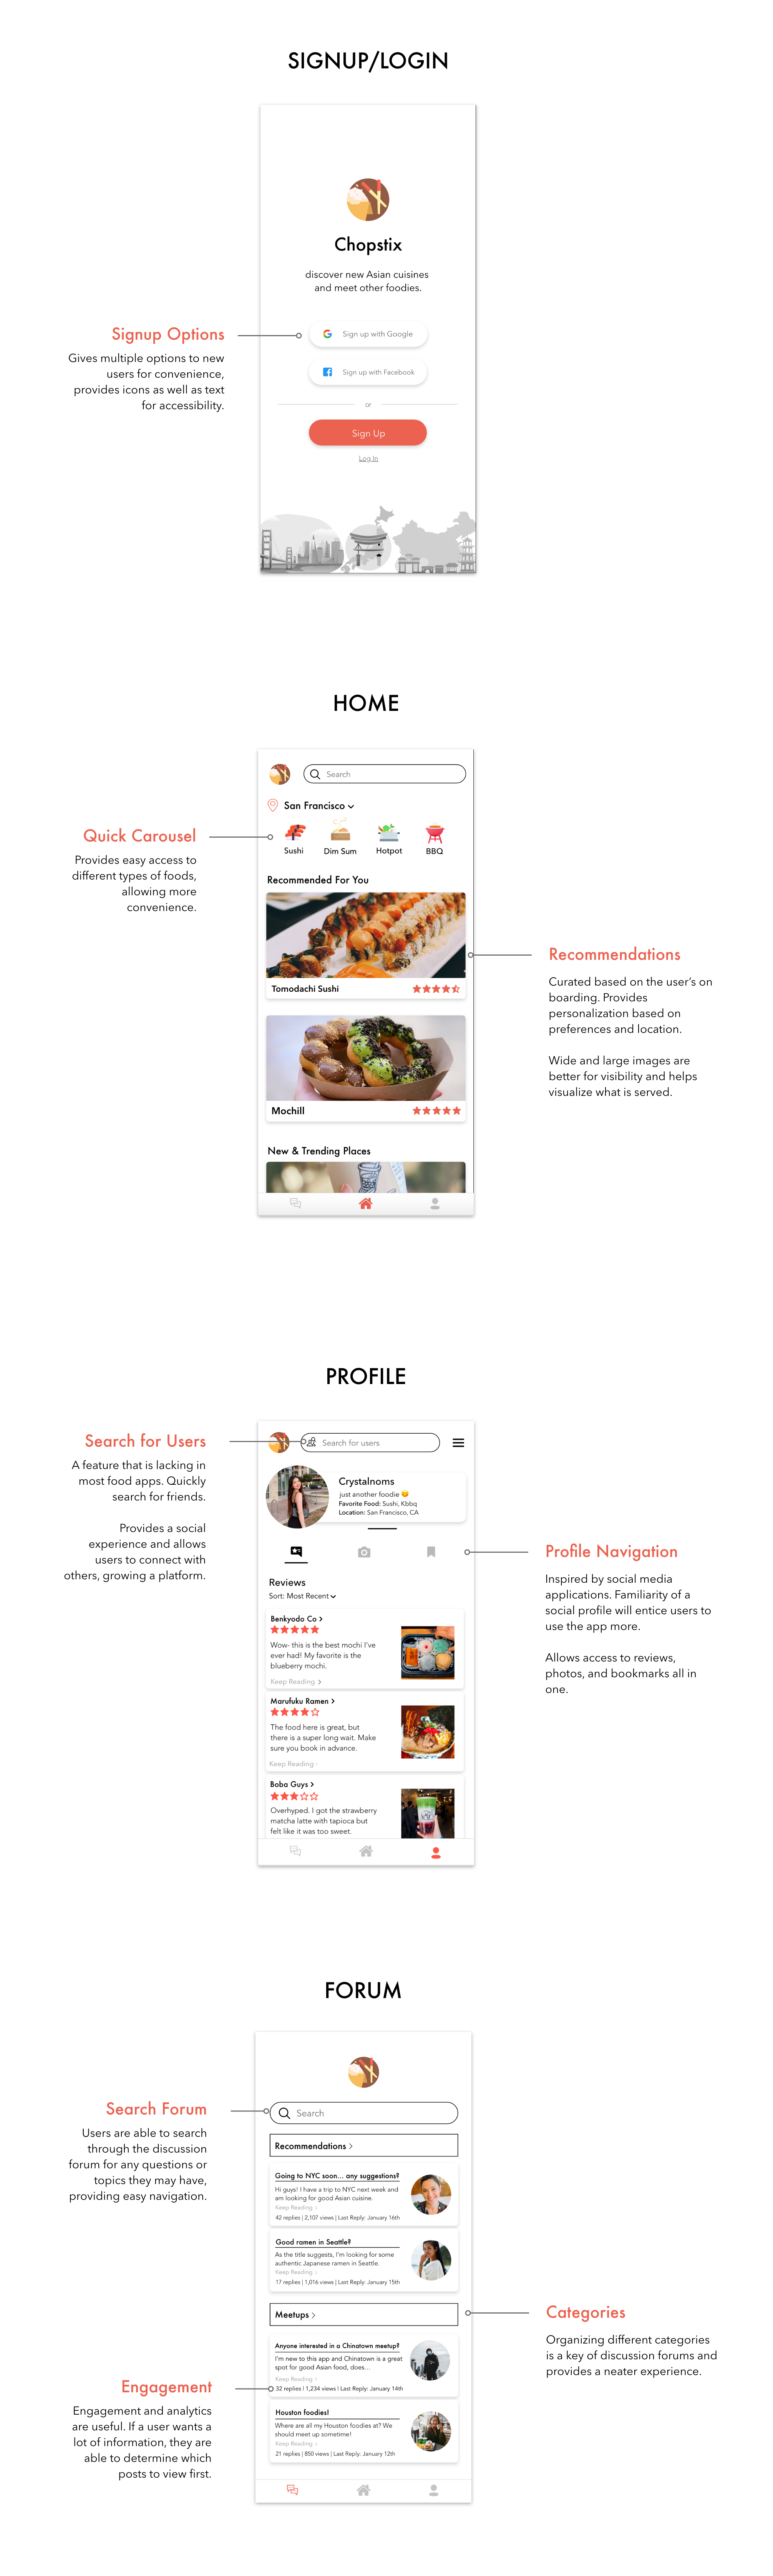 SIGNUP/LOGIN
Chopstix
discover new Asian cuisines
and meet other foodies.
Signup Options
Gives multiple options to new
users for convenience,
provides icons as well as text
for accessibility.
Sign up with Google
Sign up with Facebook
or
Sign Up
Log In
HOME
Search
San Francisco
Quick Carousel
Provides easy access to
different types of foods,
allowing more
convenience.
Sushi
Dim Sum
Hotpot
BBQ
Recommended For You
Tomodachi Sushi
Recommendations
Curated based on the user's on
boarding. Provides
personalization based on
preferences and location.
Wide and large images are
better for visibility and helps
visualize what is served.
Mochill
New & Trending Places
PROFILE
Search for Users
A feature that is lacking in
most food apps. Quickly
search for friends.
Provides a social
experience and allows
users to connect with
others, growing a platform.
Search for users
Crystalnoms
just another foodie 😋
Favorite Food: Sushi, Kbbq
Location: San Francisco, CA
Profile Navigation
Inspired by social media
applications. Familiarity of a
social profile will entice users to
use the app more.
Allows access to reviews,
photos, and bookmarks all in
one.
Reviews
Sort: Most Recent
Benkyodo Co >
Wow- this is the best mochi I've
ever had! My favorite is the
blueberry mochi.
Keep Reading >
Marufuku Ramen >
The food here is great, but
there is a super long wait. Make
sure you book in advance.
Keep Reading >
Boba Guys >
Overhyped. I got the strawberry
matcha latte with tapioca but
felt like it was too sweet.
FORUM
Search Forum
Users are able to search
through the discussion
forum for any questions or
topics they may have,
providing easy navigation.
Search
Recommendations >
Going to NYC soon... any suggestions?
Hi guys! I have a trip to NYC next week and
am looking for good Asian cuisine.
Keep Reading >
42 replies | 2,107 views | Last Reply: January 16th
Good ramen in Seattle?
As the title suggests, I'm looking for some
authentic Japanese ramen in Seattle.
Keep Reading >
17 replies | 1,016 views | Last Reply: January 15th
Meetups >
Categories
Organizing different categories
is a key of discussion forums and
provides a neater experience.
Anyone interested in a Chinatown meetup?
I'm new to this app and Chinatown is a great
spot for good Asian food, does...
Keep Reading >
32 replies | 1,234 views | Last Reply: January 14th
Engagement
Engagement and analytics
are useful. If a user wants a
lot of information, they are
able to determine which
posts to view first.
Houston foodies!
Where are all my Houston foodies at? We
should meet up sometime!
Keep Reading >
21 replies | 850 views | Last Reply: January 12th